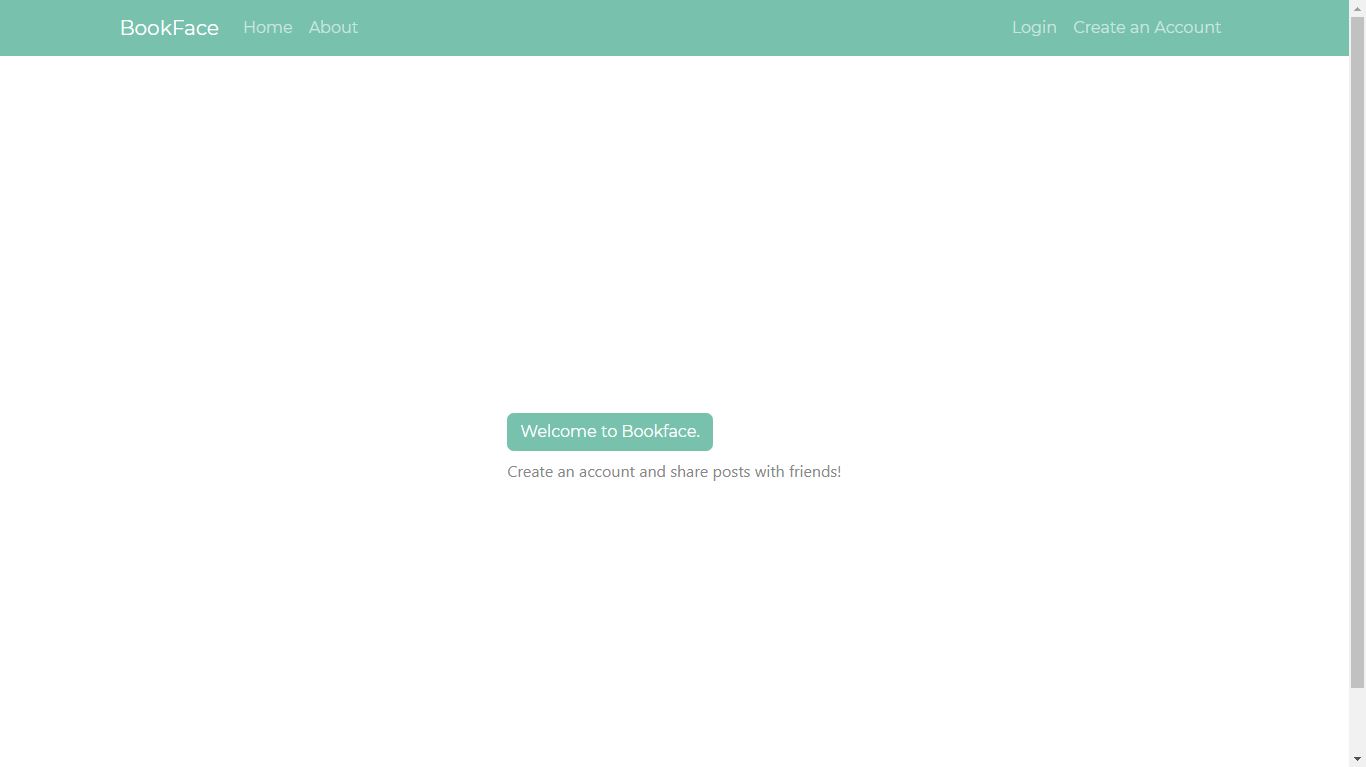 BookFace Home About Login Create an Account
Welcome to Bookface.
Create an account and share posts with friends!